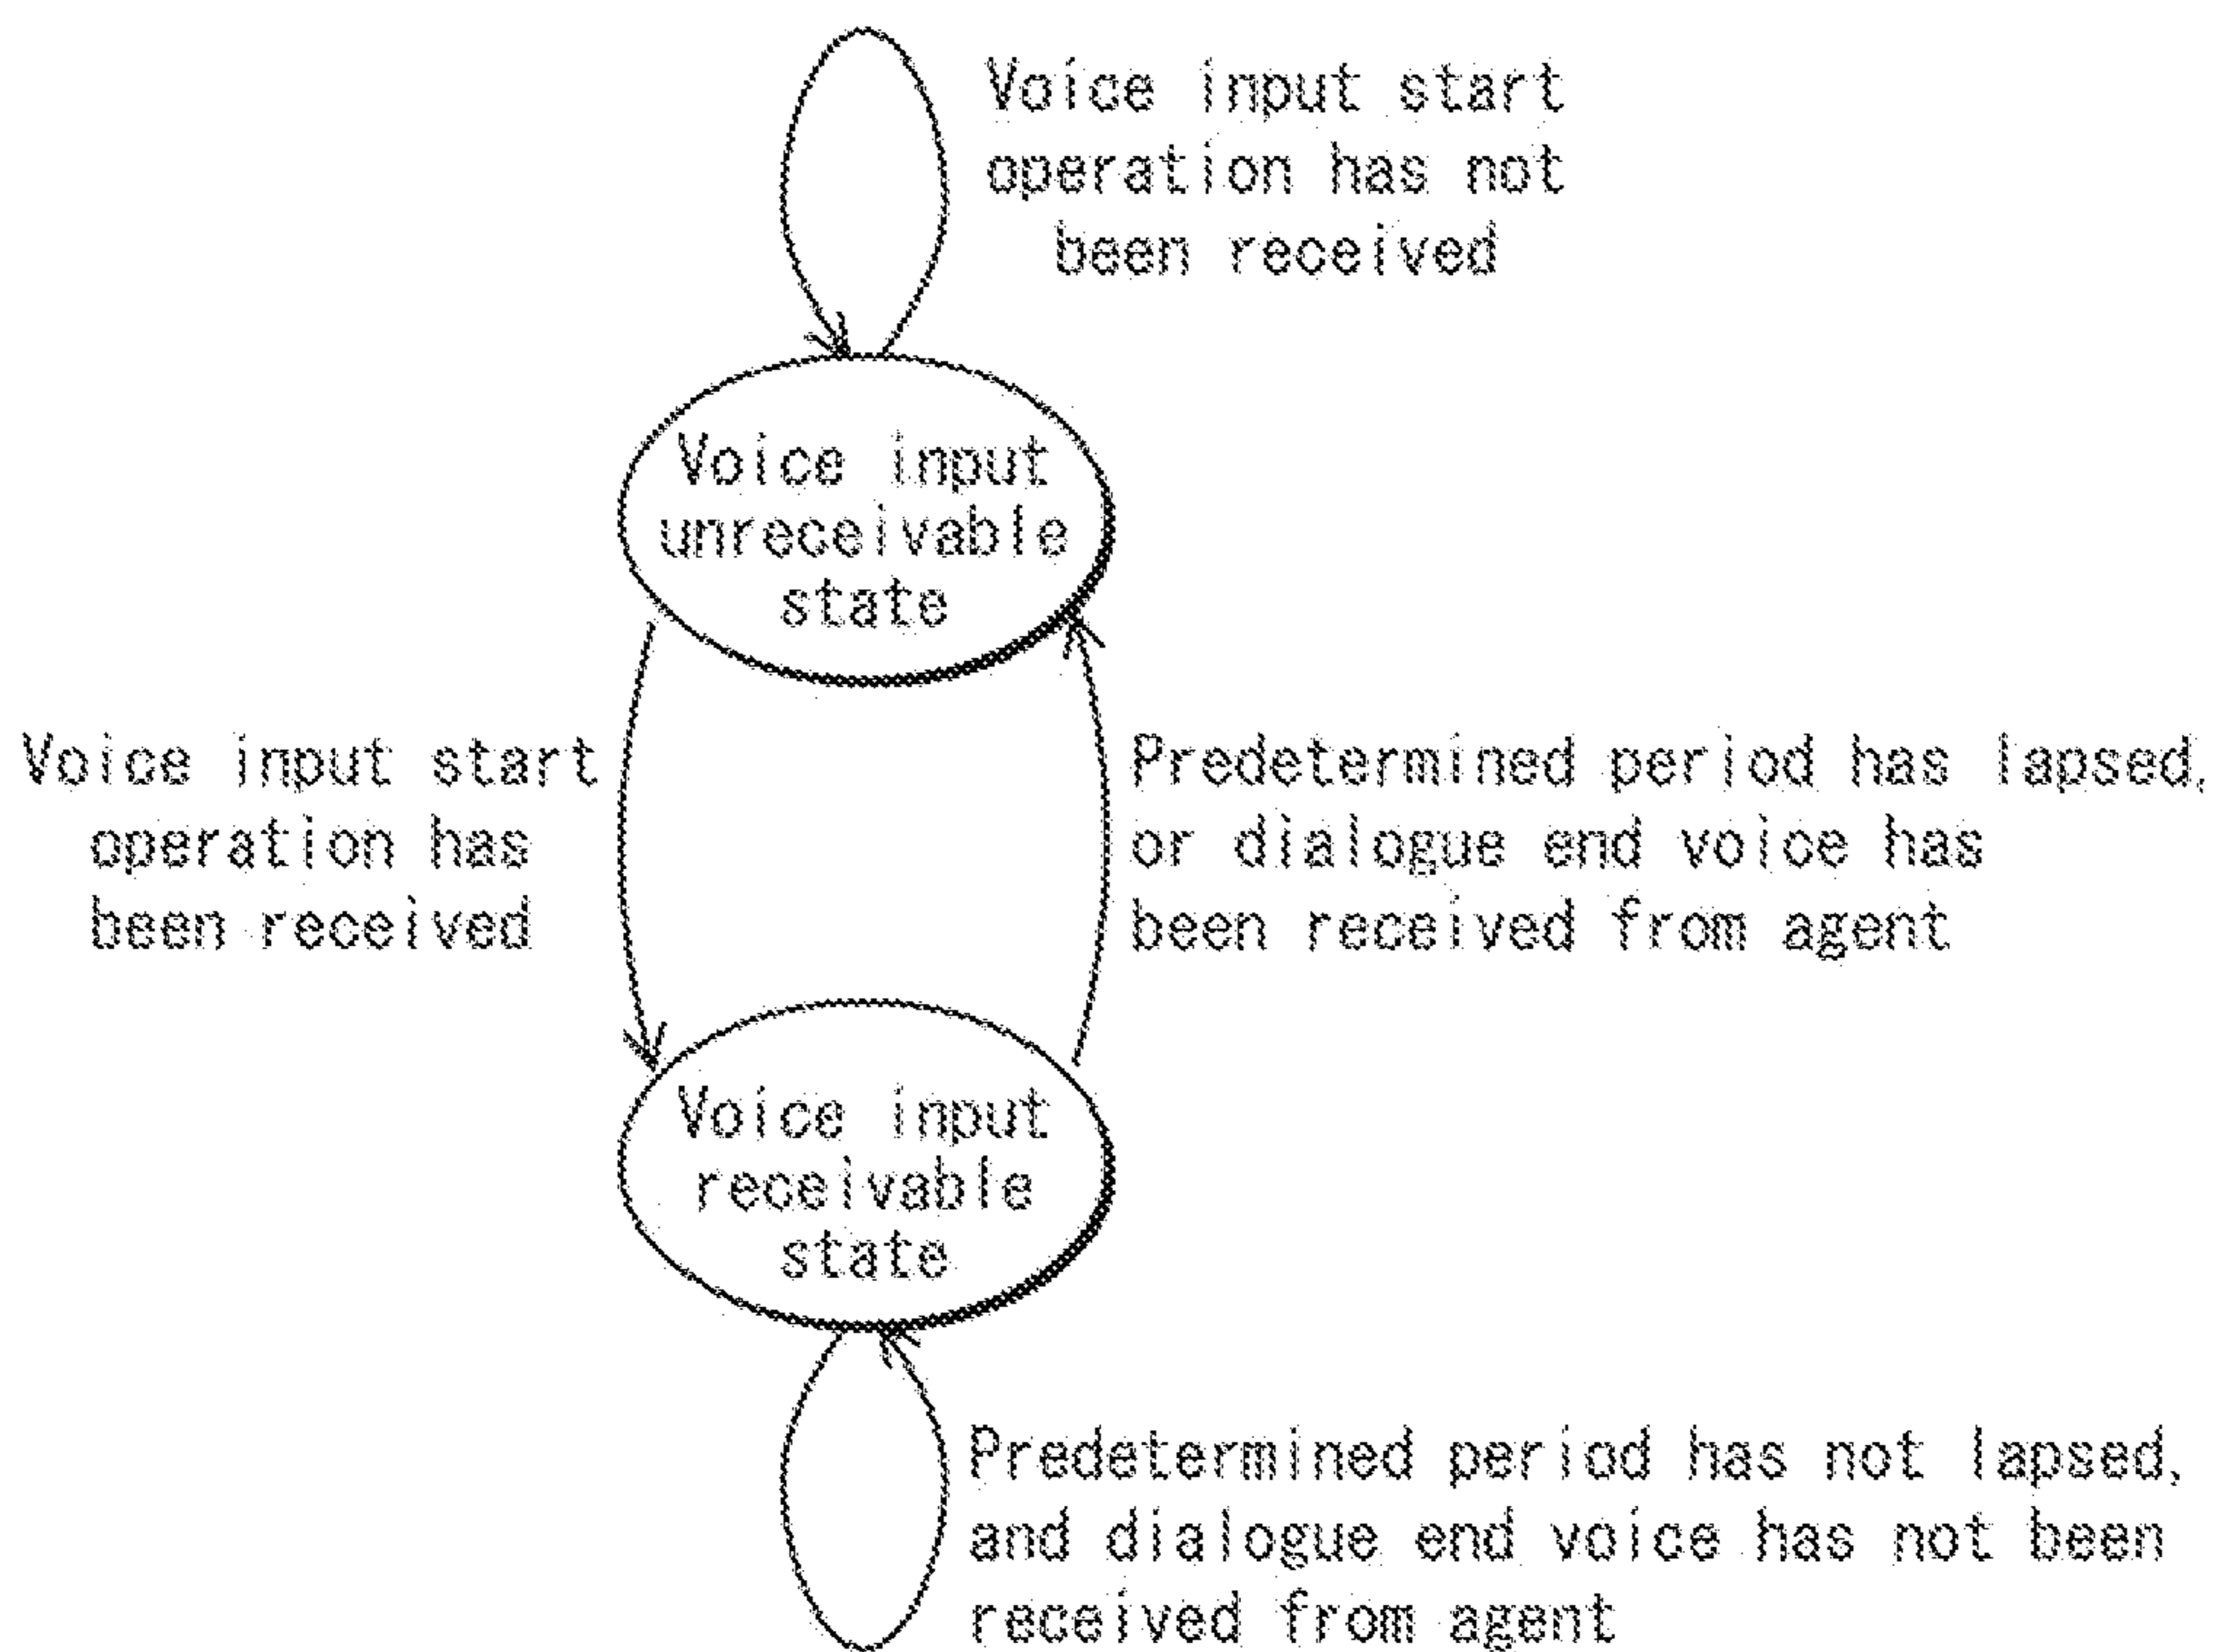 Voice input start
operation has not
been received
Voice input
unreceivable
state
Voice input start
operation has
been received
Predetermined period has lapsed,
or dialogue end voice has
been received from agent
Voice input
receivable
state
Predetermined period has not lapsed,
and dialogue end voice has not been
received from agent